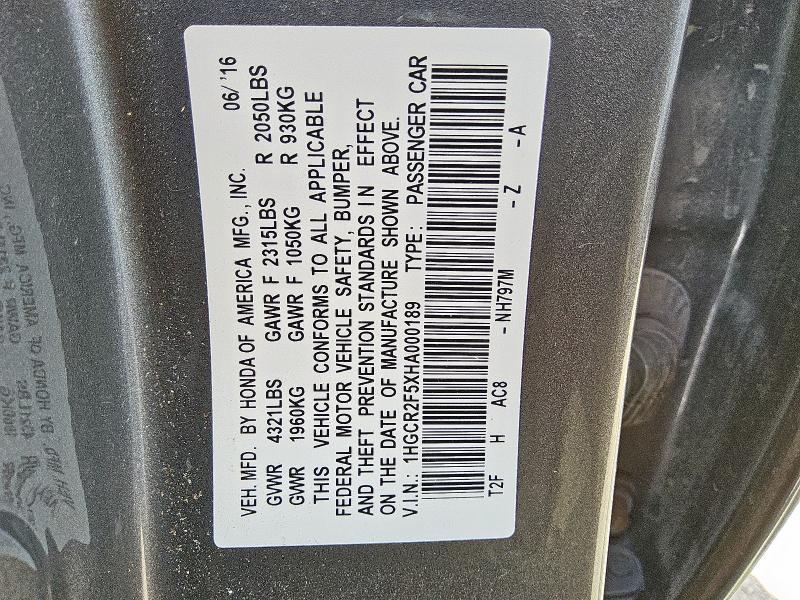 VEH. MFD. BY HONDA OF AMERICA MFG., INC. 06/ '16
GVWR 4321LBS GAWR F 2315LBS R 2050LBS
GVWR 1960KG GAWR F 1050KG R 930KG
THIS VEHICLE CONFORMS TO ALL APPLICABLE
FEDERAL MOTOR VEHICLE SAFETY, BUMPER,
AND THEFT PREVENTION STANDARDS IN EFFECT
ON THE DATE OF MANUFACTURE SHOWN ABOVE.
V.I.N.: 1HGCR2F5XHA000189 TYPE: PASSENGER CAR
T2F H AC8 - NH797M - Z - A